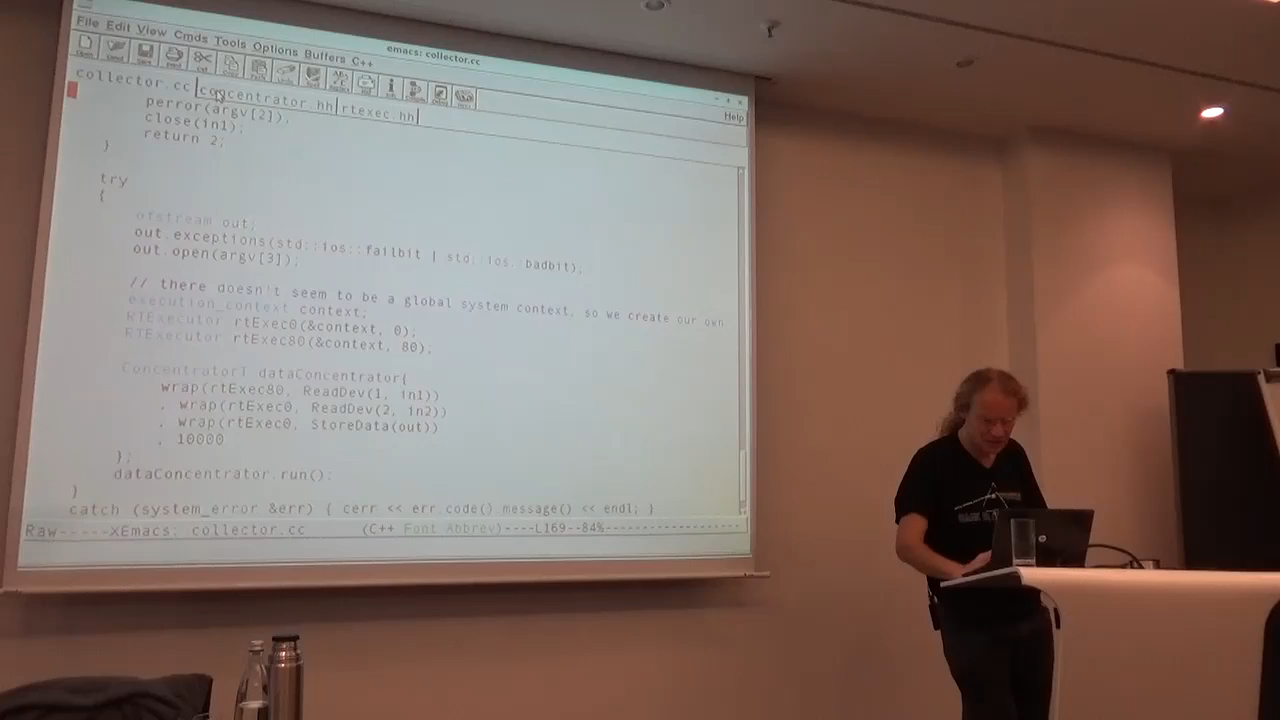 emacs: collector.cc
File Edit View Cmds Tools Options Buffers C++
Help
collector.cc concentrator.hh rtexec.hh
perror(argv[2]);
close(in1);
return 2;
}
try
{
ofstream out;
out.exceptions(std::ios::failbit | std::ios::badbit);
out.open(argv[3]);
// there doesn't seem to be a global system context, so we create our own
execution_context context;
RTExecutor rtExec0(&context, 0);
RTExecutor rtExec80(&context, 80);
ConcentratorT dataConcentrator{
wrap(rtExec80, ReadDev(1, in1))
, wrap(rtExec0, ReadDev(2, in2))
, wrap(rtExec0, StoreData(out))
, 10000
};
dataConcentrator.run();
}
catch (system_error &err) { cerr << err.code().message() << endl; }
Raw-----XEmacs: collector.cc (C++ Font Abbrev)----L169--84%----------------
hp